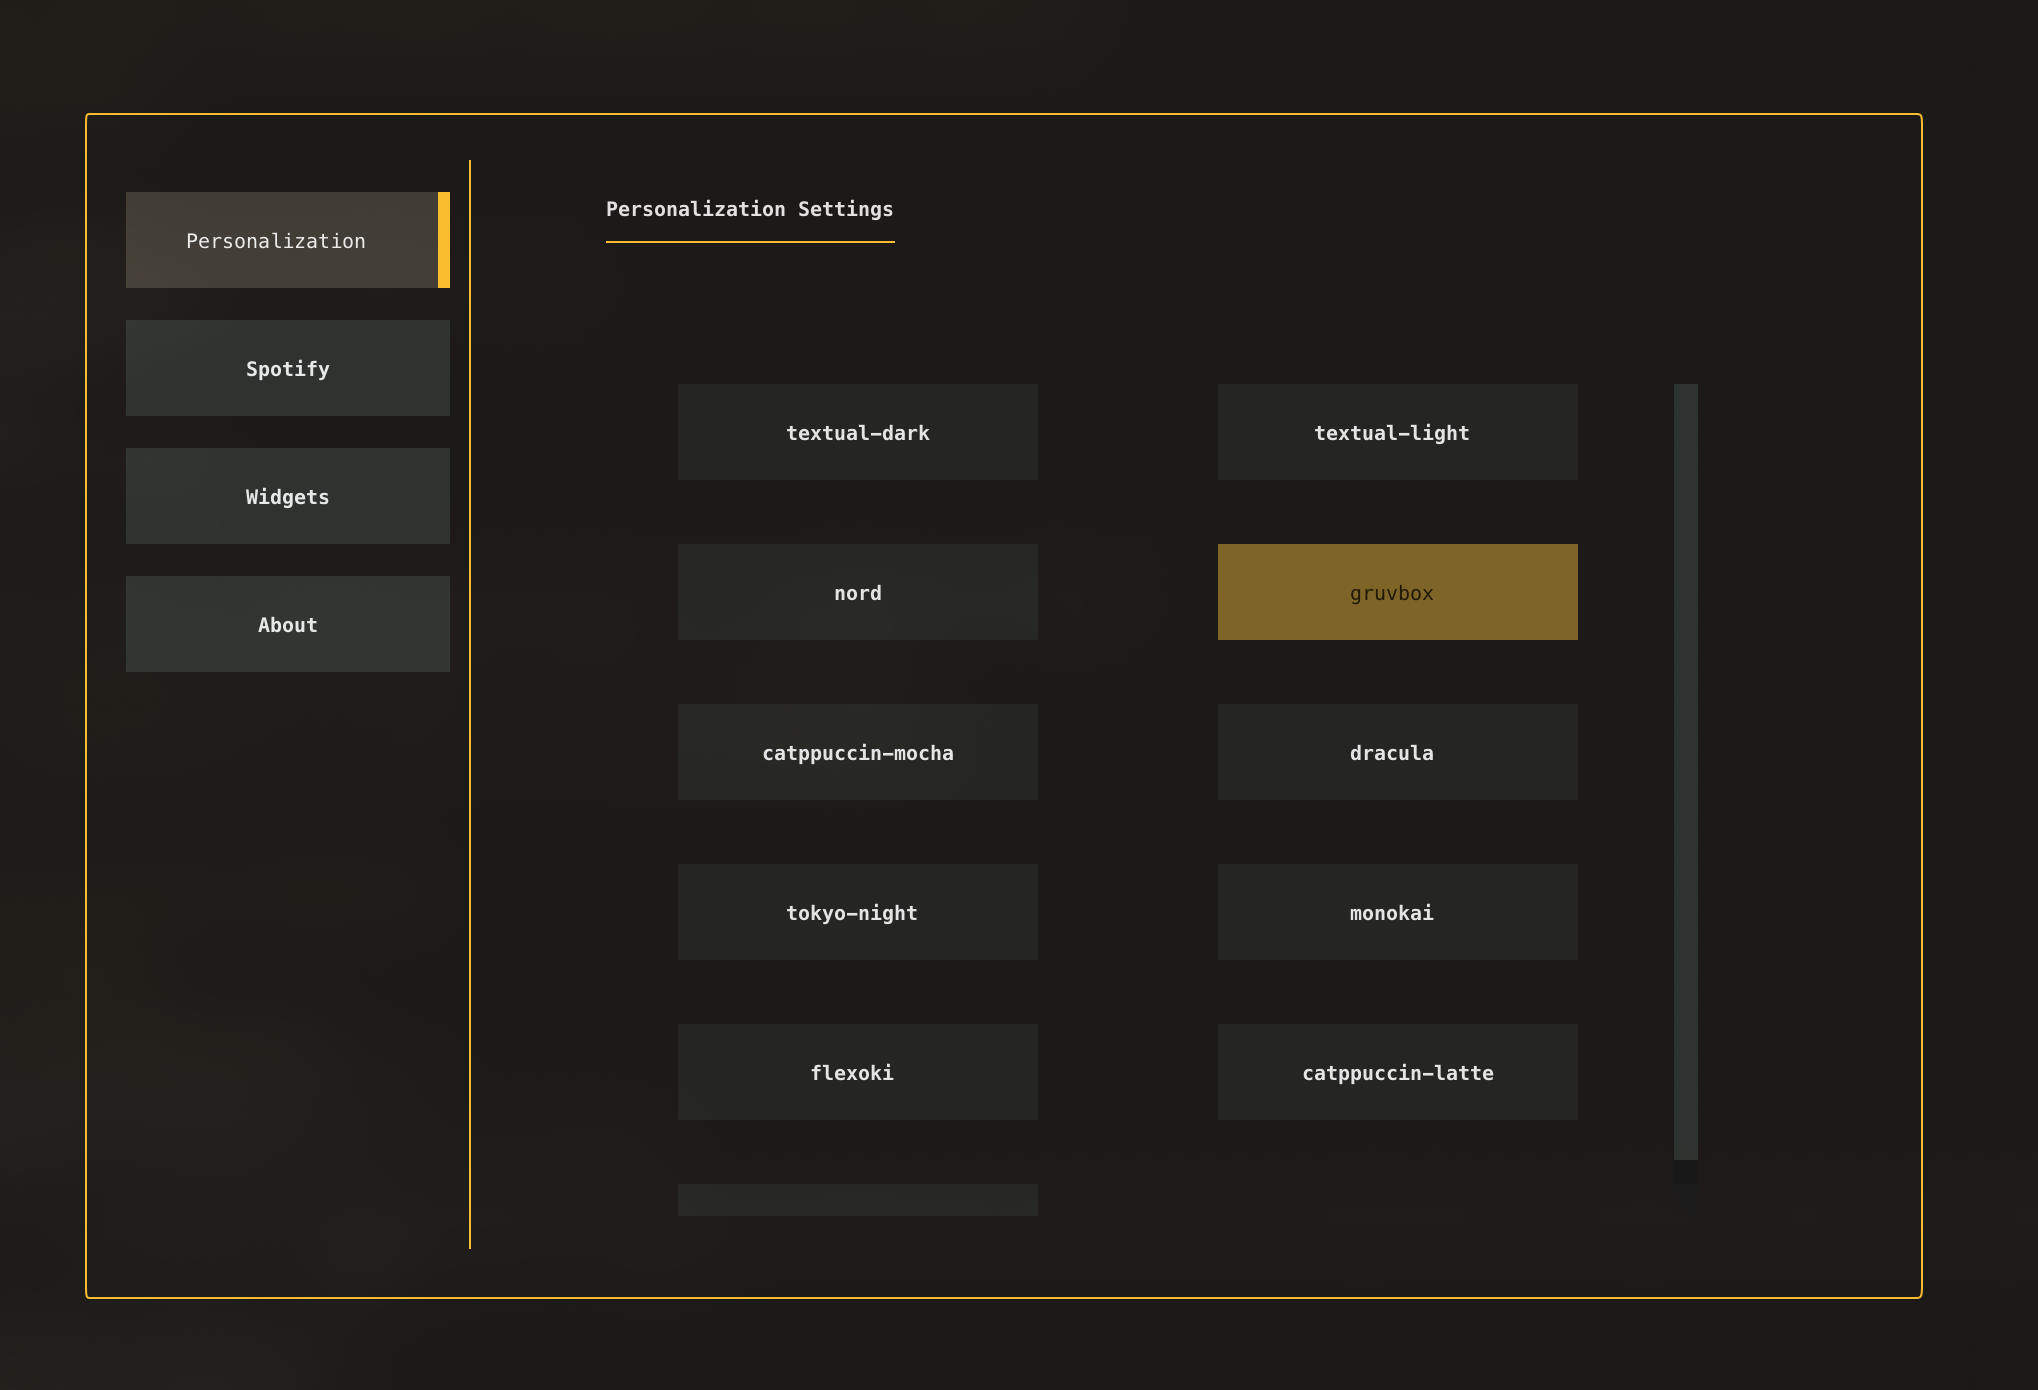 Personalization Settings
Personalization
Spotify
Widgets
About
textual-dark
textual-light
nord
gruvbox
catppuccin-mocha
dracula
tokyo-night
monokai
flexoki
catppuccin-latte